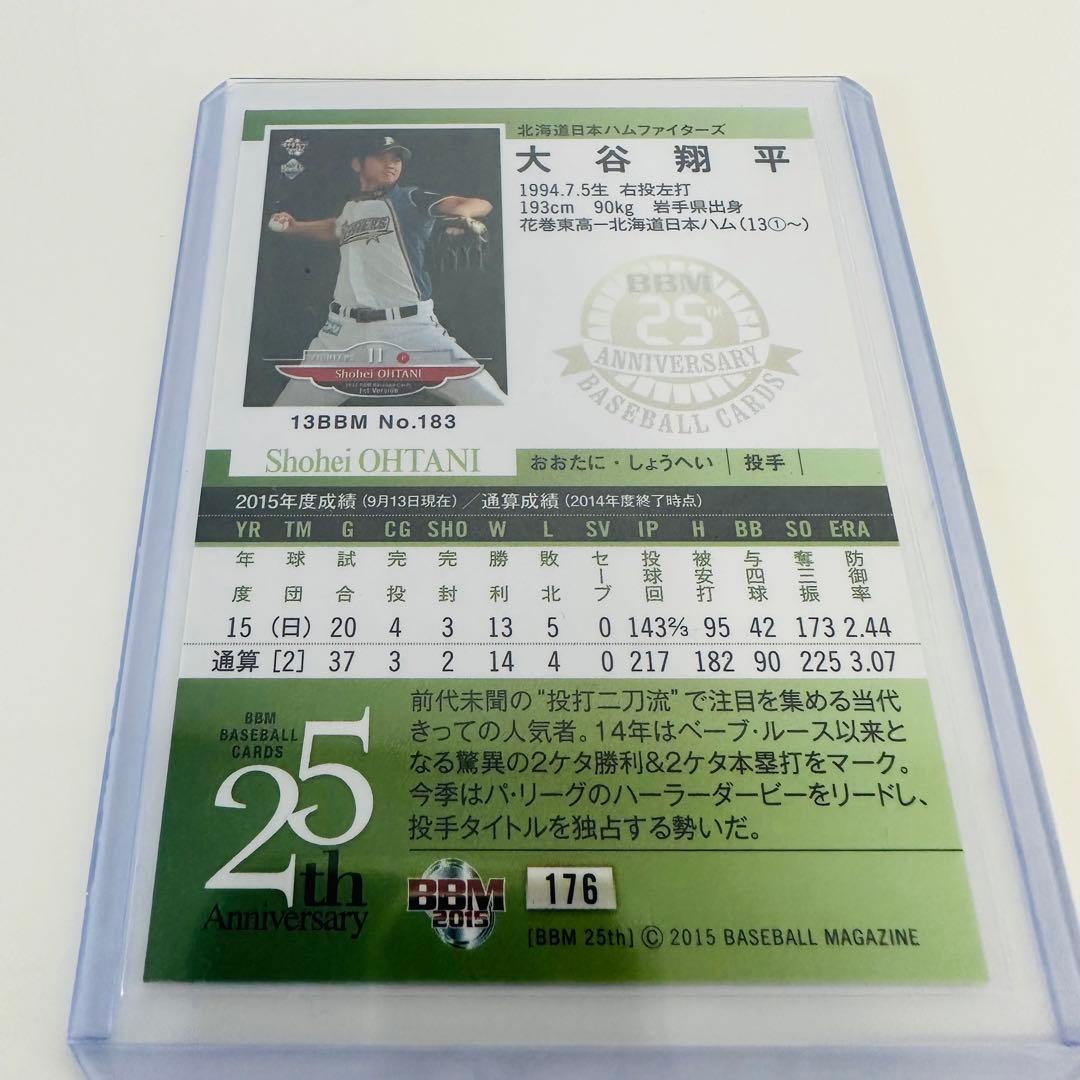 北海道日本ハムファイターズ
大谷翔平
1994.7.5生 右投左打
193cm 90kg 岩手県出身
花巻東高ー北海道日本ハム(13①〜)
11
Shohei OHTANI
1st Version
13BBM No.183
BBM
25TH
ANNIVERSARY
BASEBALL CARDS
Shohei OHTANI おおたに・しょうへい 投手
2015年度成績(9月13日現在)/通算成績(2014年度終了時点)
YR TM G CG SHO W L SV IP H BB SO ERA
年度 球団 試合 完投 完封 勝利 敗北 セーブ 投球回 被安打 与四球 奪三振 防御率
15 (日) 20 4 3 13 5 0 143⅔ 95 42 173 2.44
通算 [2] 37 3 2 14 4 0 217 182 90 225 3.07
前代未聞の“投打二刀流”で注目を集める当代
きっての人気者。14年はベーブ・ルース以来と
なる驚異の2ケタ勝利&2ケタ本塁打をマーク。
今季はパ・リーグのハーラーダービーをリードし、
投手タイトルを独占する勢いだ。
BBM
BASEBALL
CARDS
25th
Anniversary
BBM
2015
176
[BBM 25th] © 2015 BASEBALL MAGAZINE